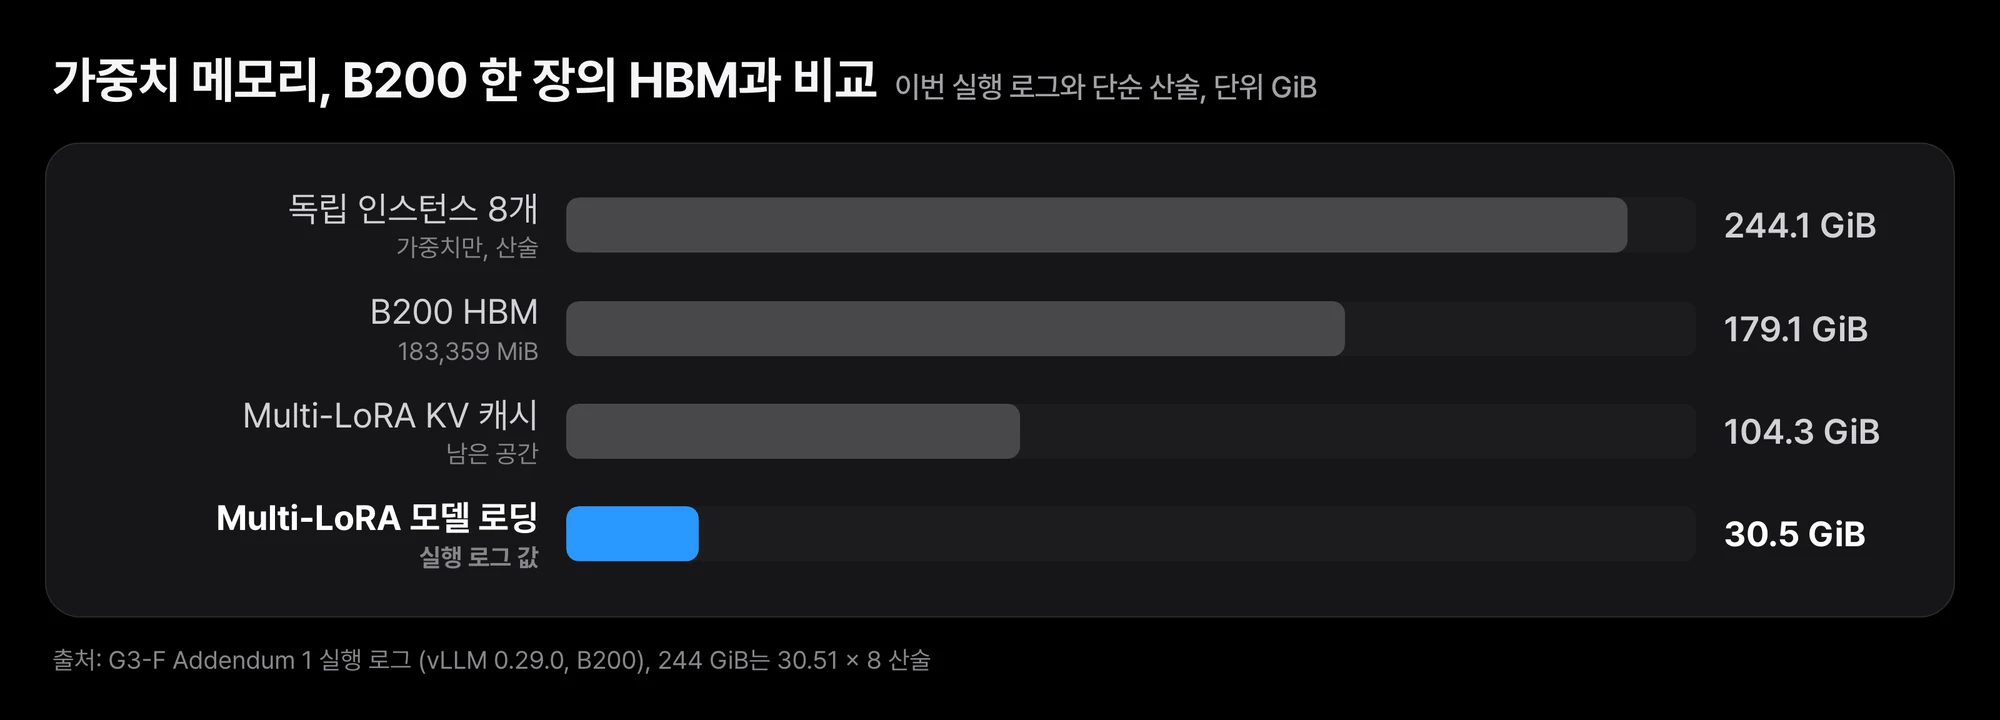 가중치 메모리, B200 한 장의 HBM과 비교 이번 실행 로그와 단순 산술, 단위 GiB
독립 인스턴스 8개
가중치만, 산술
244.1 GiB
B200 HBM
183,359 MiB
179.1 GiB
Multi-LoRA KV 캐시
남은 공간
104.3 GiB
Multi-LoRA 모델 로딩
실행 로그 값
30.5 GiB
출처: G3-F Addendum 1 실행 로그 (vLLM 0.29.0, B200), 244 GiB는 30.51 × 8 산술